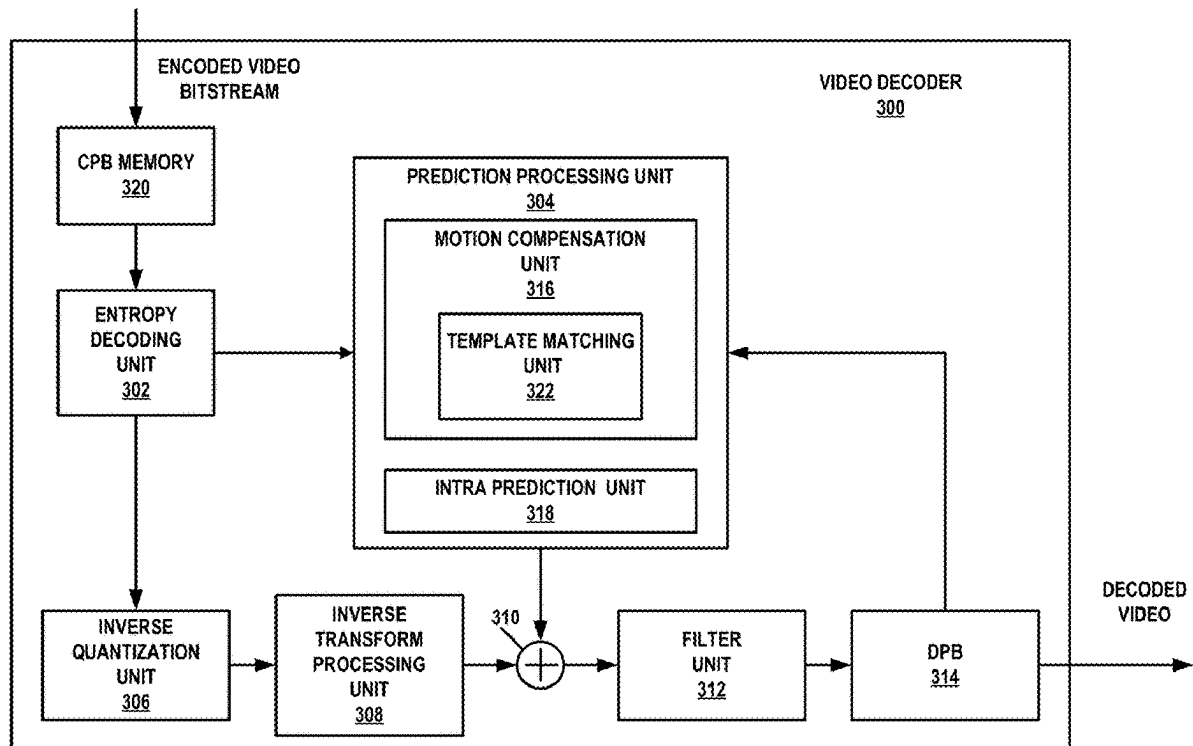 ENCODED VIDEO
BITSTREAM
VIDEO DECODER
300
CPB MEMORY
320
PREDICTION PROCESSING UNIT
304
MOTION COMPENSATION
UNIT
316
TEMPLATE MATCHING
UNIT
322
ENTROPY
DECODING
UNIT
302
INTRA PREDICTION UNIT
318
INVERSE
QUANTIZATION
UNIT
306
INVERSE
TRANSFORM
PROCESSING
UNIT
308
310
FILTER
UNIT
312
DPB
314
DECODED
VIDEO